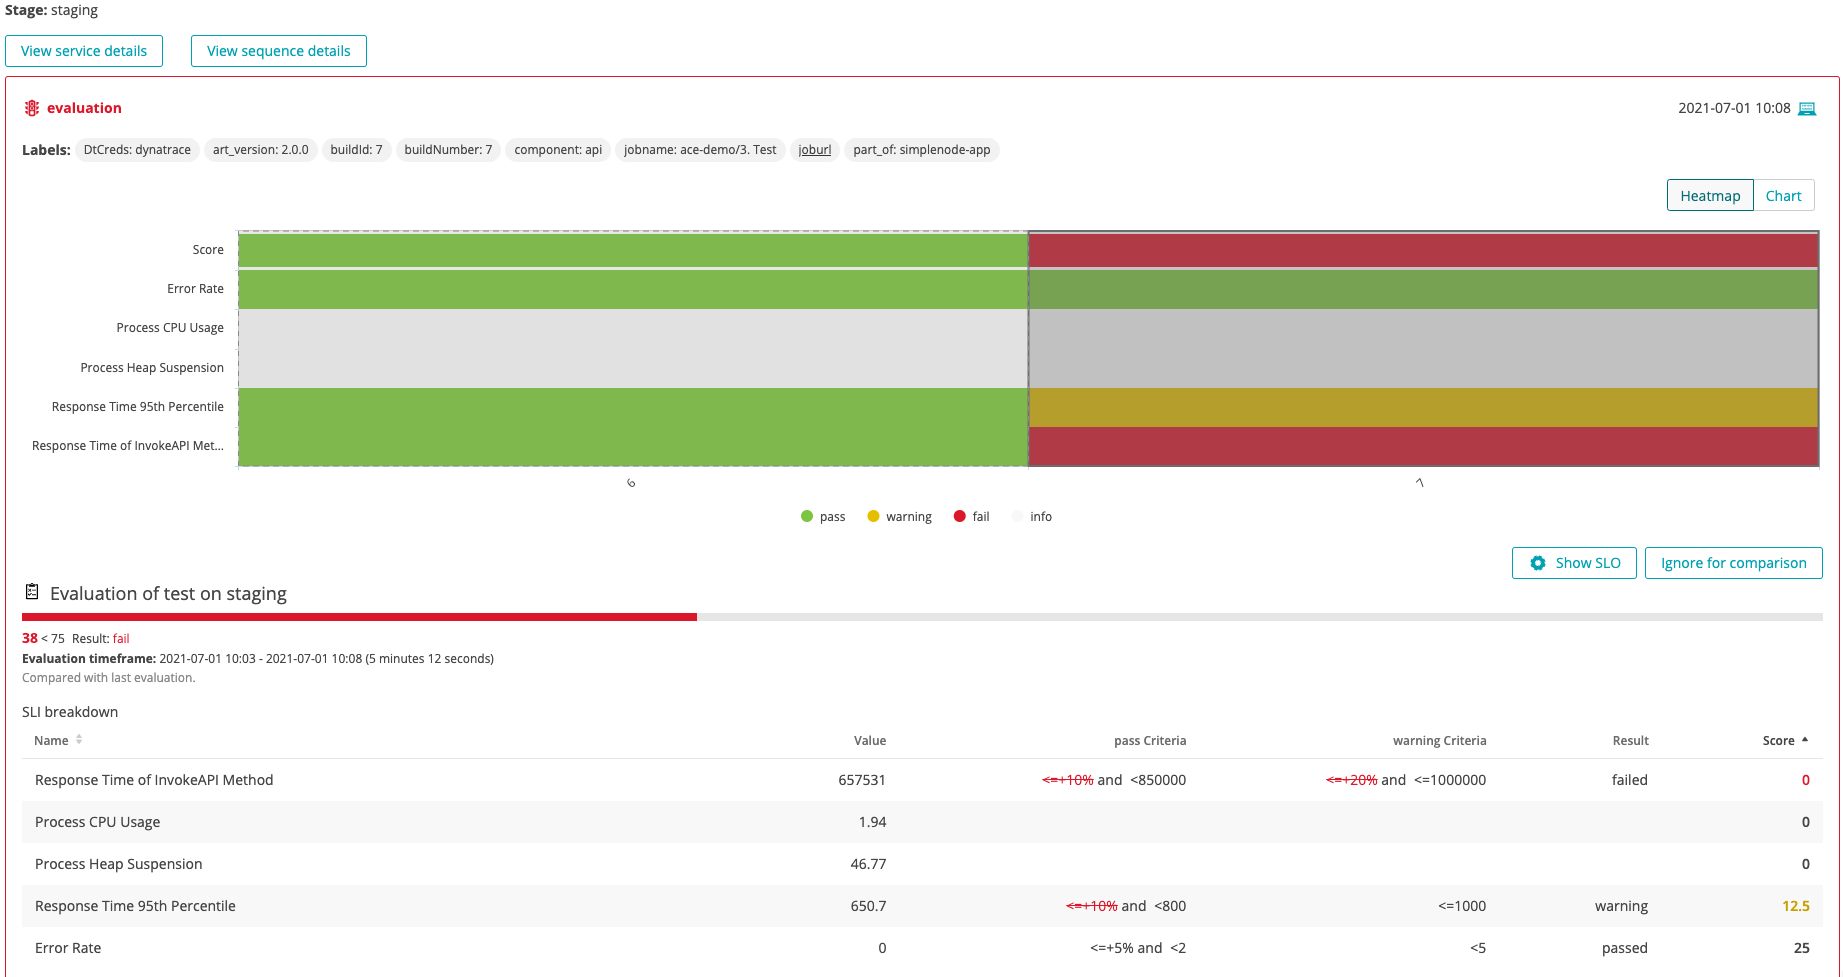 Stage: staging
View service details View sequence details
evaluation 2021-07-01 10:08
Labels: DtCreds: dynatrace art_version: 2.0.0 buildId: 7 buildNumber: 7 component: api jobname: ace-demo/3. Test joburl part_of: simplenode-app
Heatmap Chart
Score
Error Rate
Process CPU Usage
Process Heap Suspension
Response Time 95th Percentile
Response Time of InvokeAPI Met...
6 7
pass warning fail info
Show SLO Ignore for comparison
Evaluation of test on staging
38 < 75 Result: fail
Evaluation timeframe: 2021-07-01 10:03 - 2021-07-01 10:08 (5 minutes 12 seconds)
Compared with last evaluation.
SLI breakdown
Name Value pass Criteria warning Criteria Result Score
Response Time of InvokeAPI Method 657531 <=+10% and <850000 <=+20% and <=1000000 failed 0
Process CPU Usage 1.94 0
Process Heap Suspension 46.77 0
Response Time 95th Percentile 650.7 <=+10% and <800 <=1000 warning 12.5
Error Rate 0 <=+5% and <2 <5 passed 25